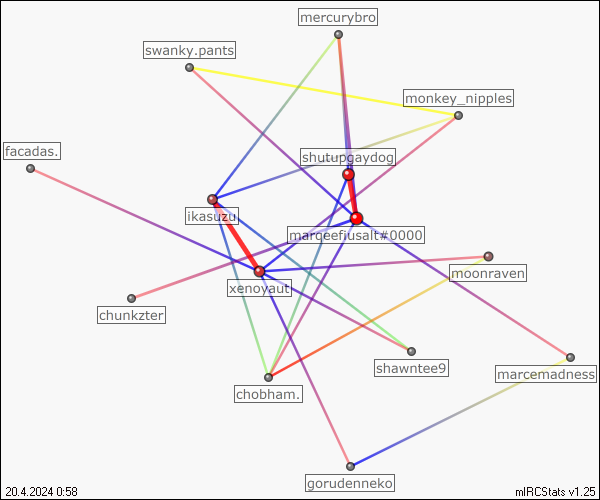 mercurybro
swanky.pants
monkey_nipples
facadas.
shutupgaydog
ikasuzu
marqeefiusalt#0000
xenoyaut
moonraven
chunkzter
shawntee9
marcemadness
chobham.
gorudenneko
20.4.2024 0:58
mIRCStats v1.25